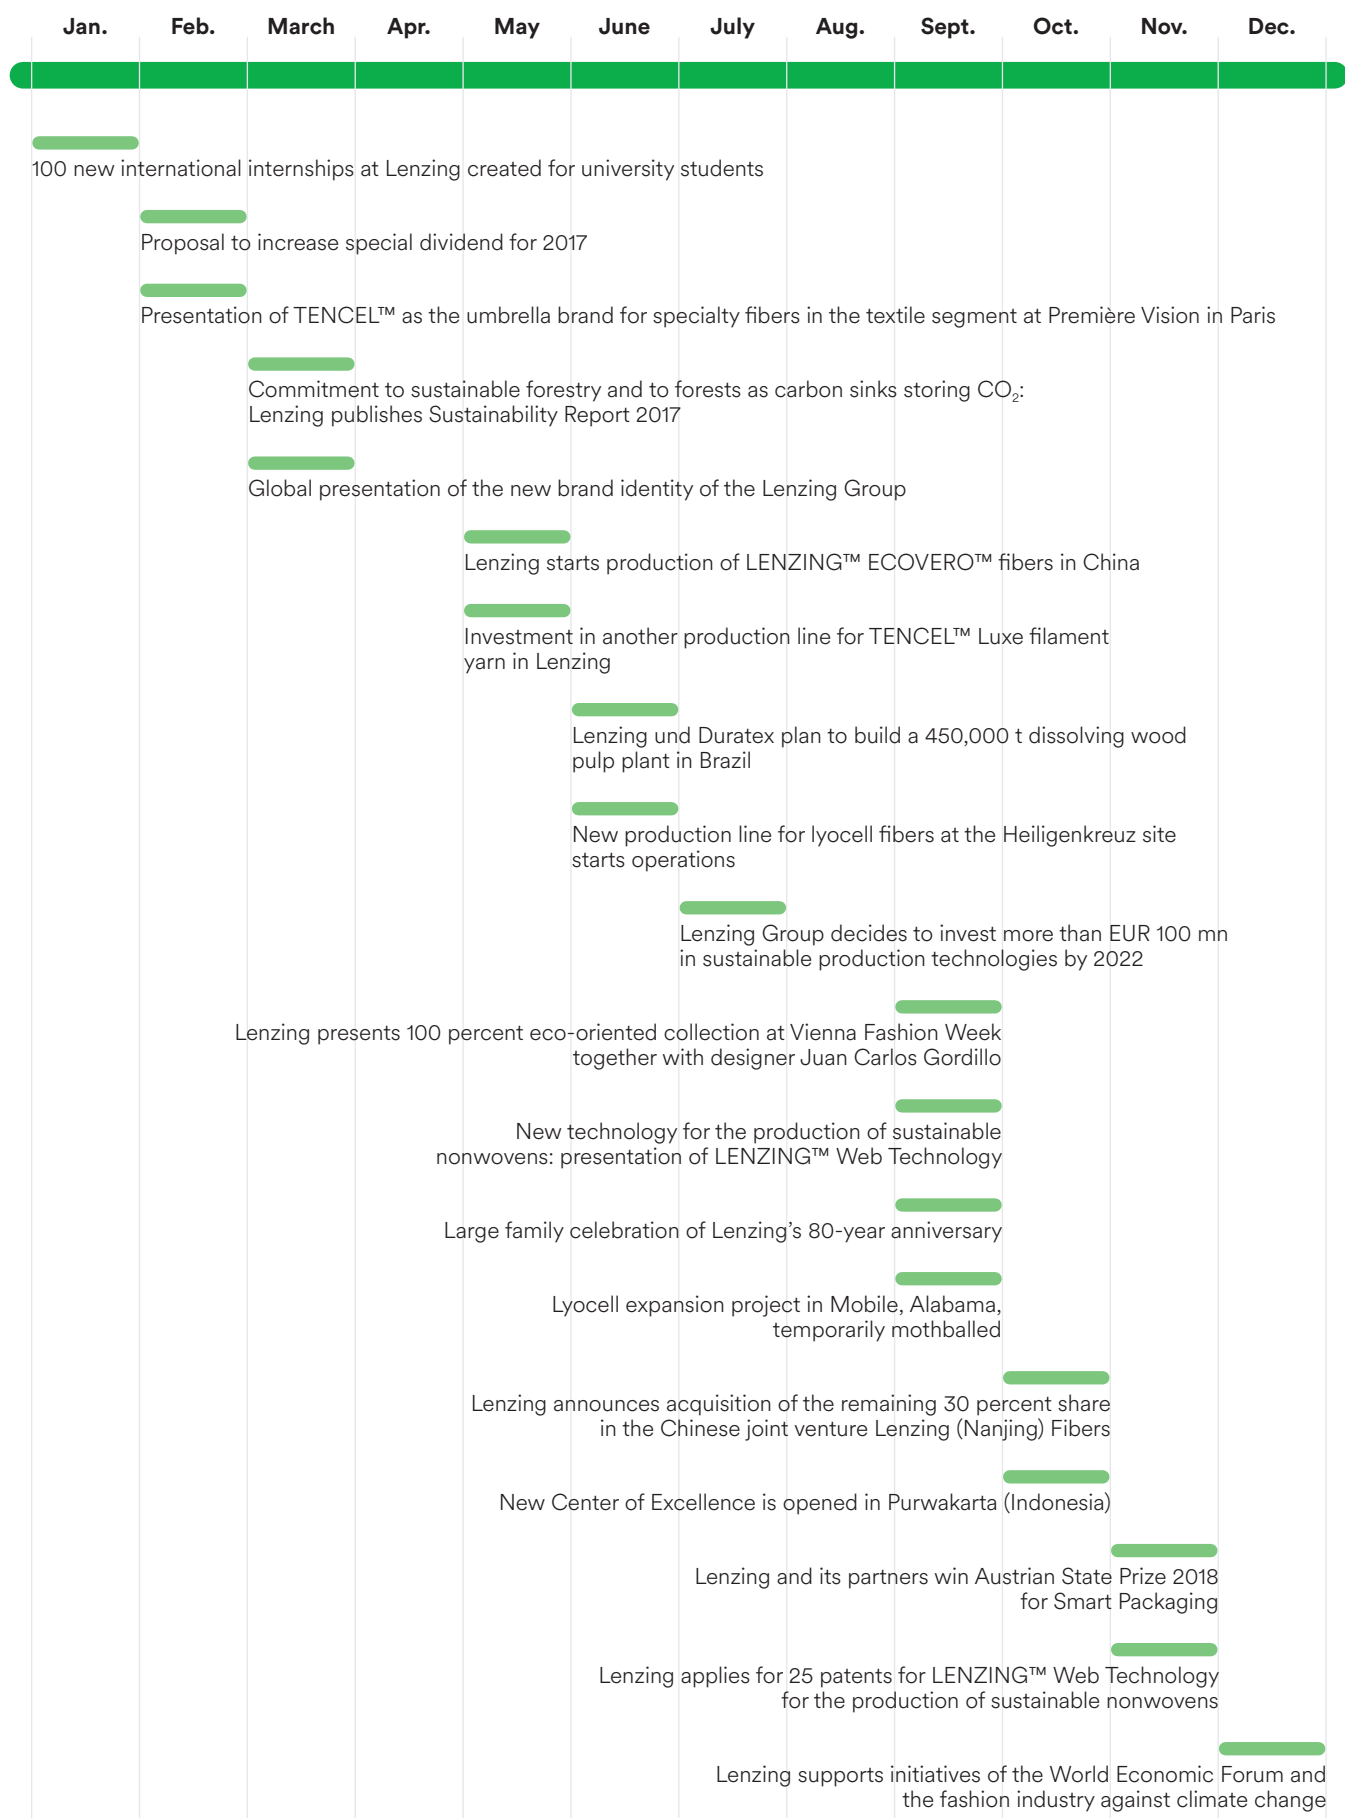 Jan. Feb. March Apr. May June July Aug. Sept. Oct. Nov. Dec.
100 new international internships at Lenzing created for university students
Proposal to increase special dividend for 2017
Presentation of TENCEL™ as the umbrella brand for specialty fibers in the textile segment at Première Vision in Paris
Commitment to sustainable forestry and to forests as carbon sinks storing CO₂:
Lenzing publishes Sustainability Report 2017
Global presentation of the new brand identity of the Lenzing Group
Lenzing starts production of LENZING™ ECOVERO™ fibers in China
Investment in another production line for TENCEL™ Luxe filament
yarn in Lenzing
Lenzing und Duratex plan to build a 450,000 t dissolving wood
pulp plant in Brazil
New production line for lyocell fibers at the Heiligenkreuz site
starts operations
Lenzing Group decides to invest more than EUR 100 mn
in sustainable production technologies by 2022
Lenzing presents 100 percent eco-oriented collection at Vienna Fashion Week
together with designer Juan Carlos Gordillo
New technology for the production of sustainable
nonwovens: presentation of LENZING™ Web Technology
Large family celebration of Lenzing’s 80-year anniversary
Lyocell expansion project in Mobile, Alabama,
temporarily mothballed
Lenzing announces acquisition of the remaining 30 percent share
in the Chinese joint venture Lenzing (Nanjing) Fibers
New Center of Excellence is opened in Purwakarta (Indonesia)
Lenzing and its partners win Austrian State Prize 2018
for Smart Packaging
Lenzing applies for 25 patents for LENZING™ Web Technology
for the production of sustainable nonwovens
Lenzing supports initiatives of the World Economic Forum and
the fashion industry against climate change